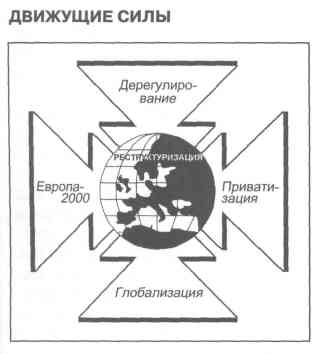 ДВИЖУЩИЕ СИЛЫ
Дерегулиро-
вание
РЕСТРУКТУРИЗАЦИЯ
Европа-
2000
Привати-
зация
Глобализация